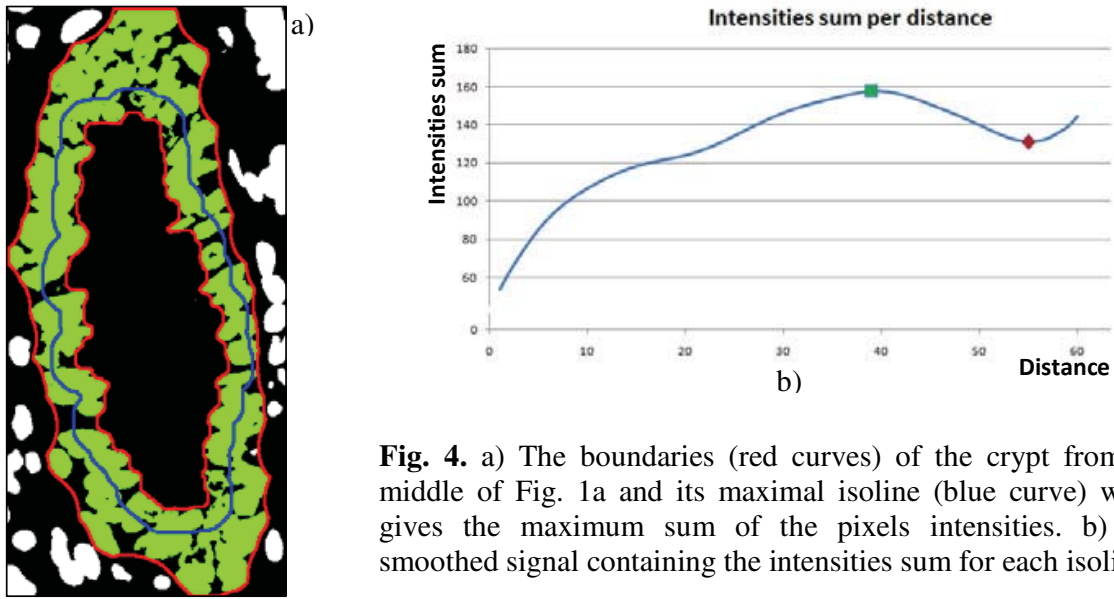 a)
Intensities sum per distance
Intensities sum
180
160
140
120
100
80
60
0
0 10 20 30 40 50 60
Distance
b)
Fig. 4. a) The boundaries (red curves) of the crypt from
middle of Fig. 1a and its maximal isoline (blue curve) w
gives the maximum sum of the pixels intensities. b)
smoothed signal containing the intensities sum for each isoli